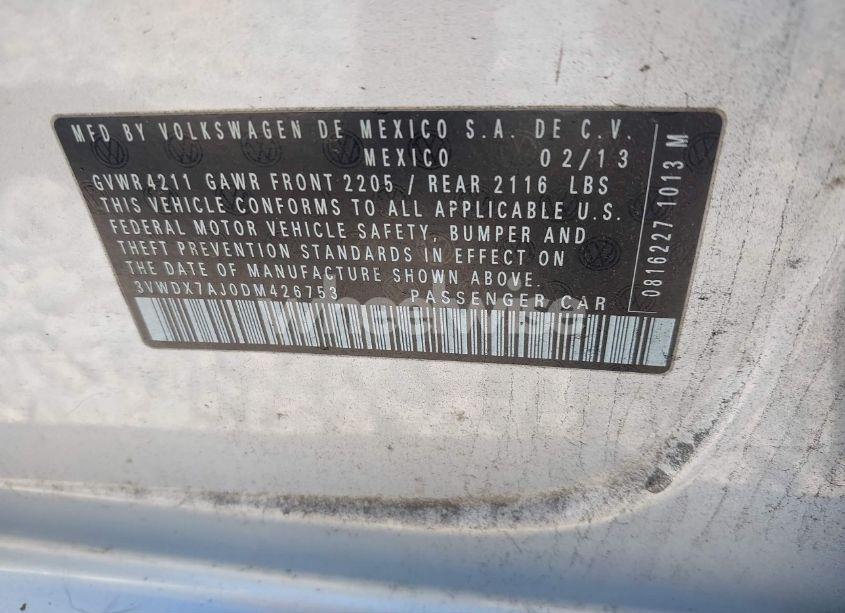 MFD BY VOLKSWAGEN DE MEXICO S.A. DE C.V.
MEXICO 02/13
GVWR4211 GAWR FRONT 2205 / REAR 2116 LBS
THIS VEHICLE CONFORMS TO ALL APPLICABLE U.S.
FEDERAL MOTOR VEHICLE SAFETY, BUMPER AND
THEFT PREVENTION STANDARDS IN EFFECT ON
THE DATE OF MANUFACTURE SHOWN ABOVE.
3VWDX7AJ0DM426753 PASSENGER CAR
0816227 1013 M
wheelwise